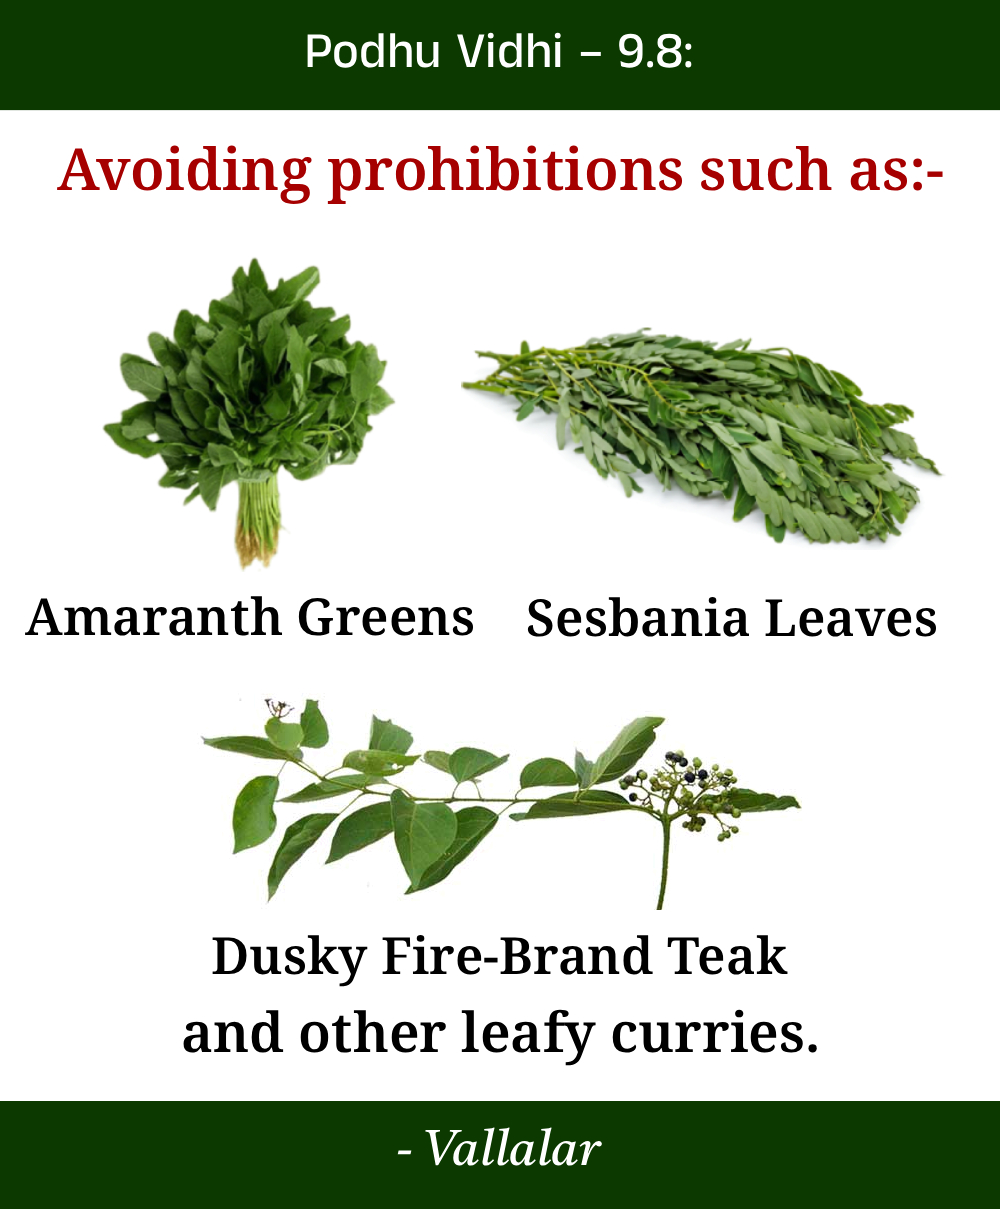 Podhu Vidhi – 9.8:
Avoiding prohibitions such as:-
Amaranth Greens
Sesbania Leaves
Dusky Fire-Brand Teak
and other leafy curries.
- Vallalar